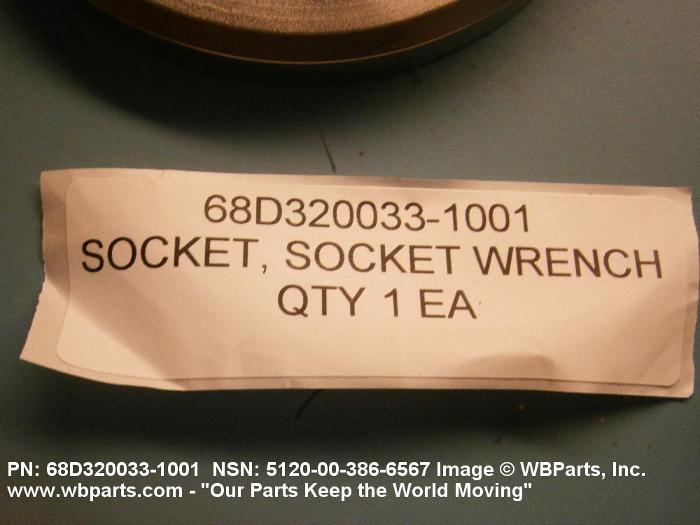 68D320033-1001
SOCKET, SOCKET WRENCH
QTY 1 EA
PN: 68D320033-1001 NSN: 5120-00-386-6567 Image © WBParts, Inc.
www.wbparts.com - "Our Parts Keep the World Moving"